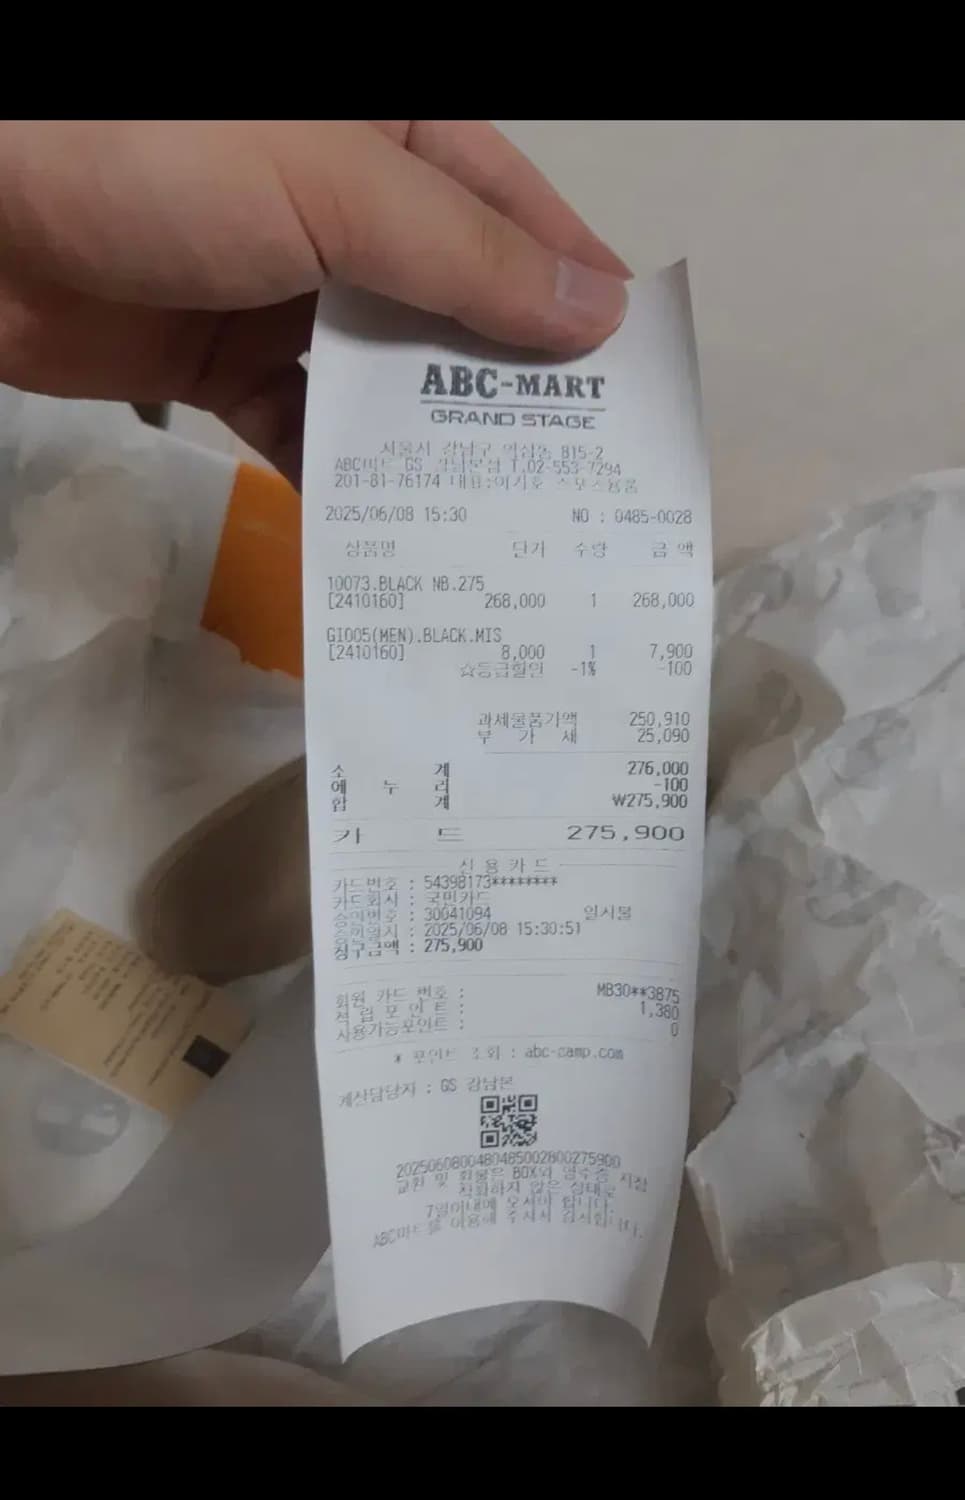 ABC-MART
GRAND STAGE
서울시 강남구 역삼동 815-2
ABC마트 GS 강남본점 T.02-553-7294
201-81-76174 대표:이기호 스포츠용품
2025/06/08 15:30 NO : 0485-0028
상품명 단가 수량 금액
10073.BLACK NB.275
[2410160] 268,000 1 268,000
GI005(MEN).BLACK.MIS
[2410160] 8,000 1 7,900
☆등급할인 -1% -100
과세물품가액 250,910
부 가 세 25,090
소 계 276,000
에 누 리 -100
합 계 ₩275,900
카 드 275,900
신 용 카 드
카드번호 : 54398173********
카드회사 : 국민카드
승인번호 : 30041094 일시불
승인일시 : 2025/06/08 15:30:51
청구금액 : 275,900
회원 카드 번호 : MB30**3875
적 립 포 인 트 : 1,380
사용가능포인트 : 0
* 포인트 조회 : abc-camp.com
계산담당자 : GS 강남본
2025060800480485002800275900
교환 및 환불은 BOX와 영수증 지참
착화하지 않은 상태로
7일이내에 오셔야 합니다.
ABC마트를 이용해 주셔서 감사합니다.